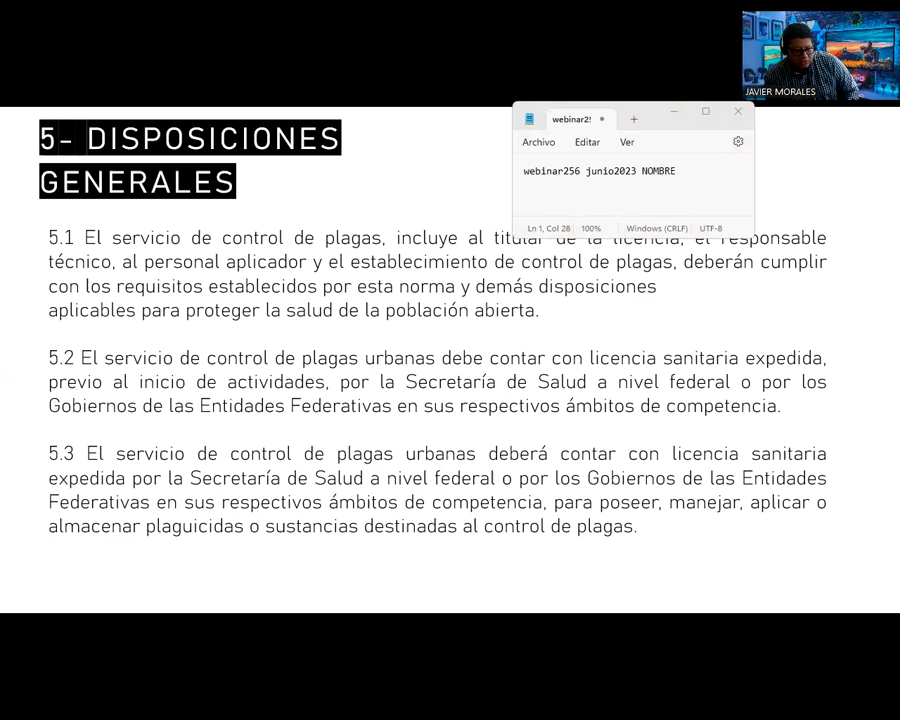 JAVIER MORALES
5- DISPOSICIONES
GENERALES
webinar2!
Archivo Editar Ver
webinar256 junio2023 NOMBRE
Ln 1, Col 28 100% Windows (CRLF) UTF-8
5.1 El servicio de control de plagas, incluye al titular de la licencia, el responsable
técnico, al personal aplicador y el establecimiento de control de plagas, deberán cumplir
con los requisitos establecidos por esta norma y demás disposiciones
aplicables para proteger la salud de la población abierta.
5.2 El servicio de control de plagas urbanas debe contar con licencia sanitaria expedida,
previo al inicio de actividades, por la Secretaría de Salud a nivel federal o por los
Gobiernos de las Entidades Federativas en sus respectivos ámbitos de competencia.
5.3 El servicio de control de plagas urbanas deberá contar con licencia sanitaria
expedida por la Secretaría de Salud a nivel federal o por los Gobiernos de las Entidades
Federativas en sus respectivos ámbitos de competencia, para poseer, manejar, aplicar o
almacenar plaguicidas o sustancias destinadas al control de plagas.